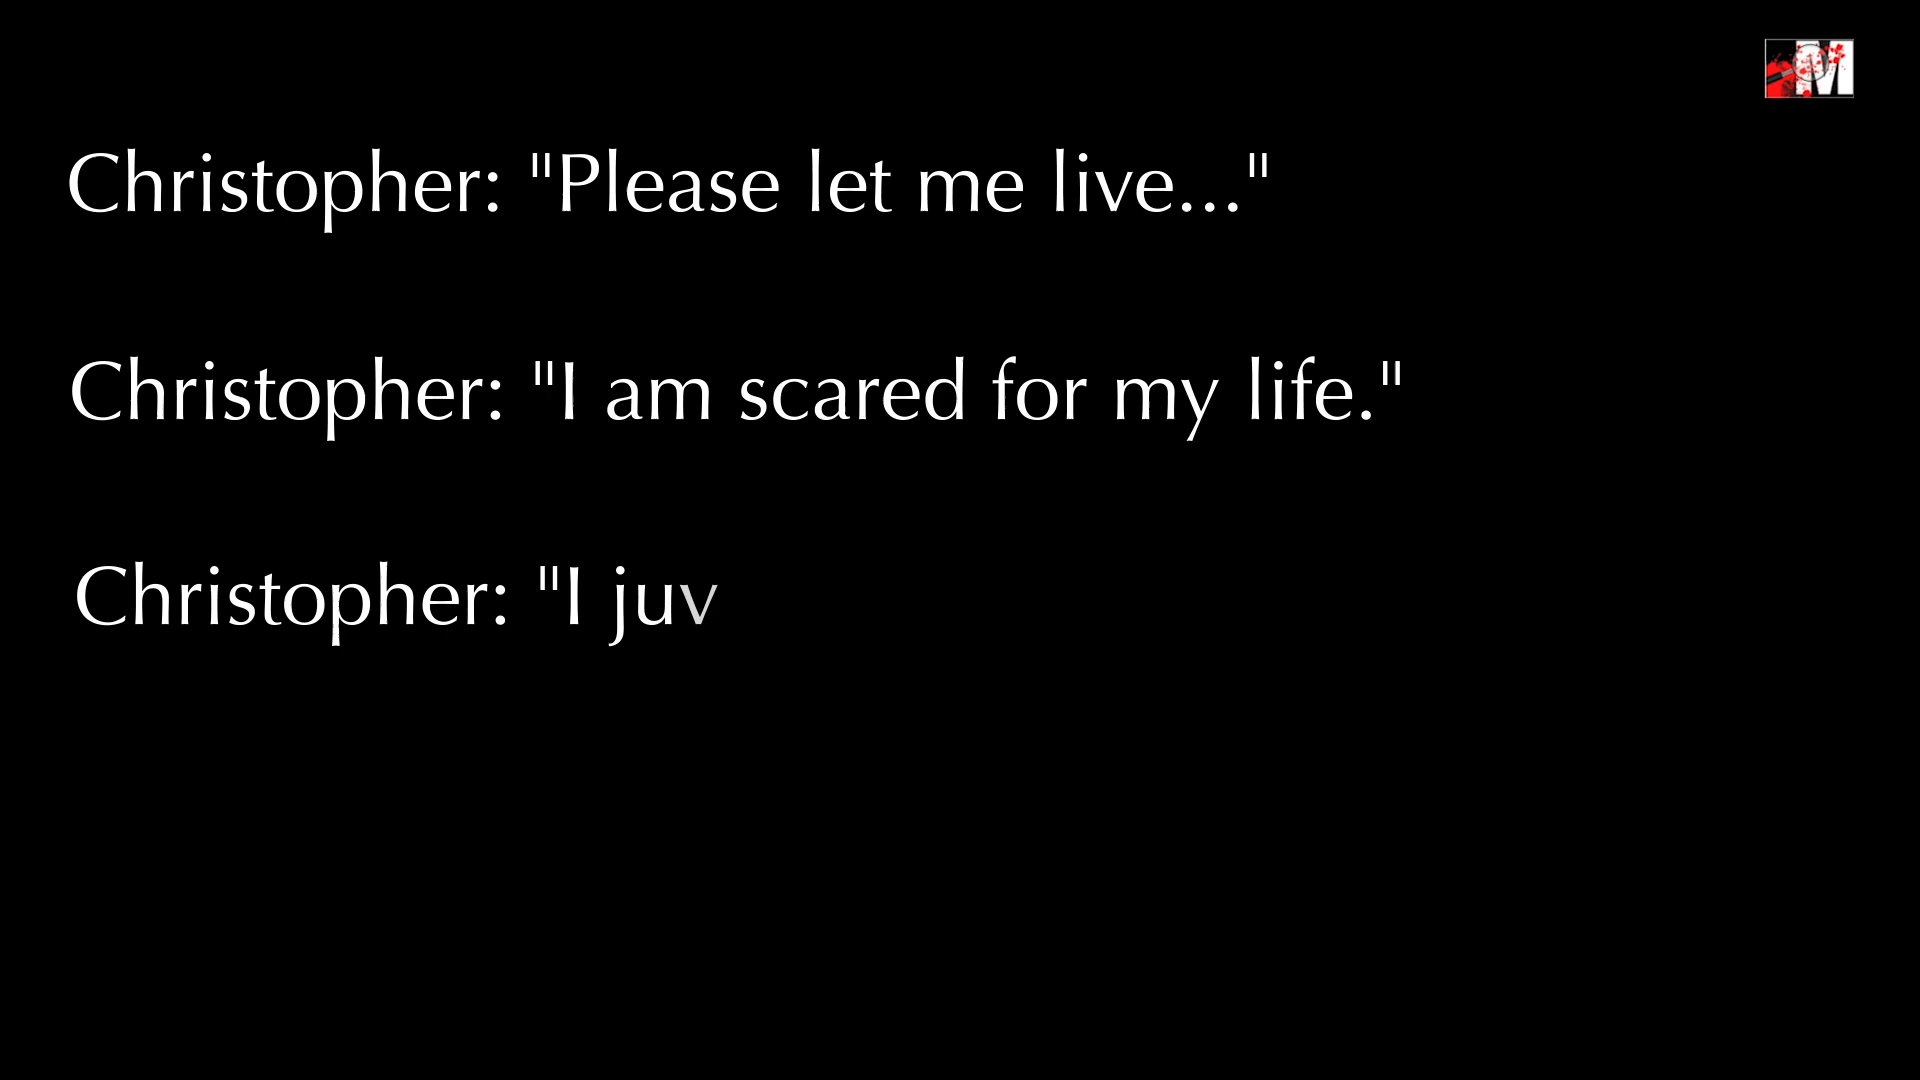 Christopher: "Please let me live..."
Christopher: "I am scared for my life."
Christopher: "I juv
M